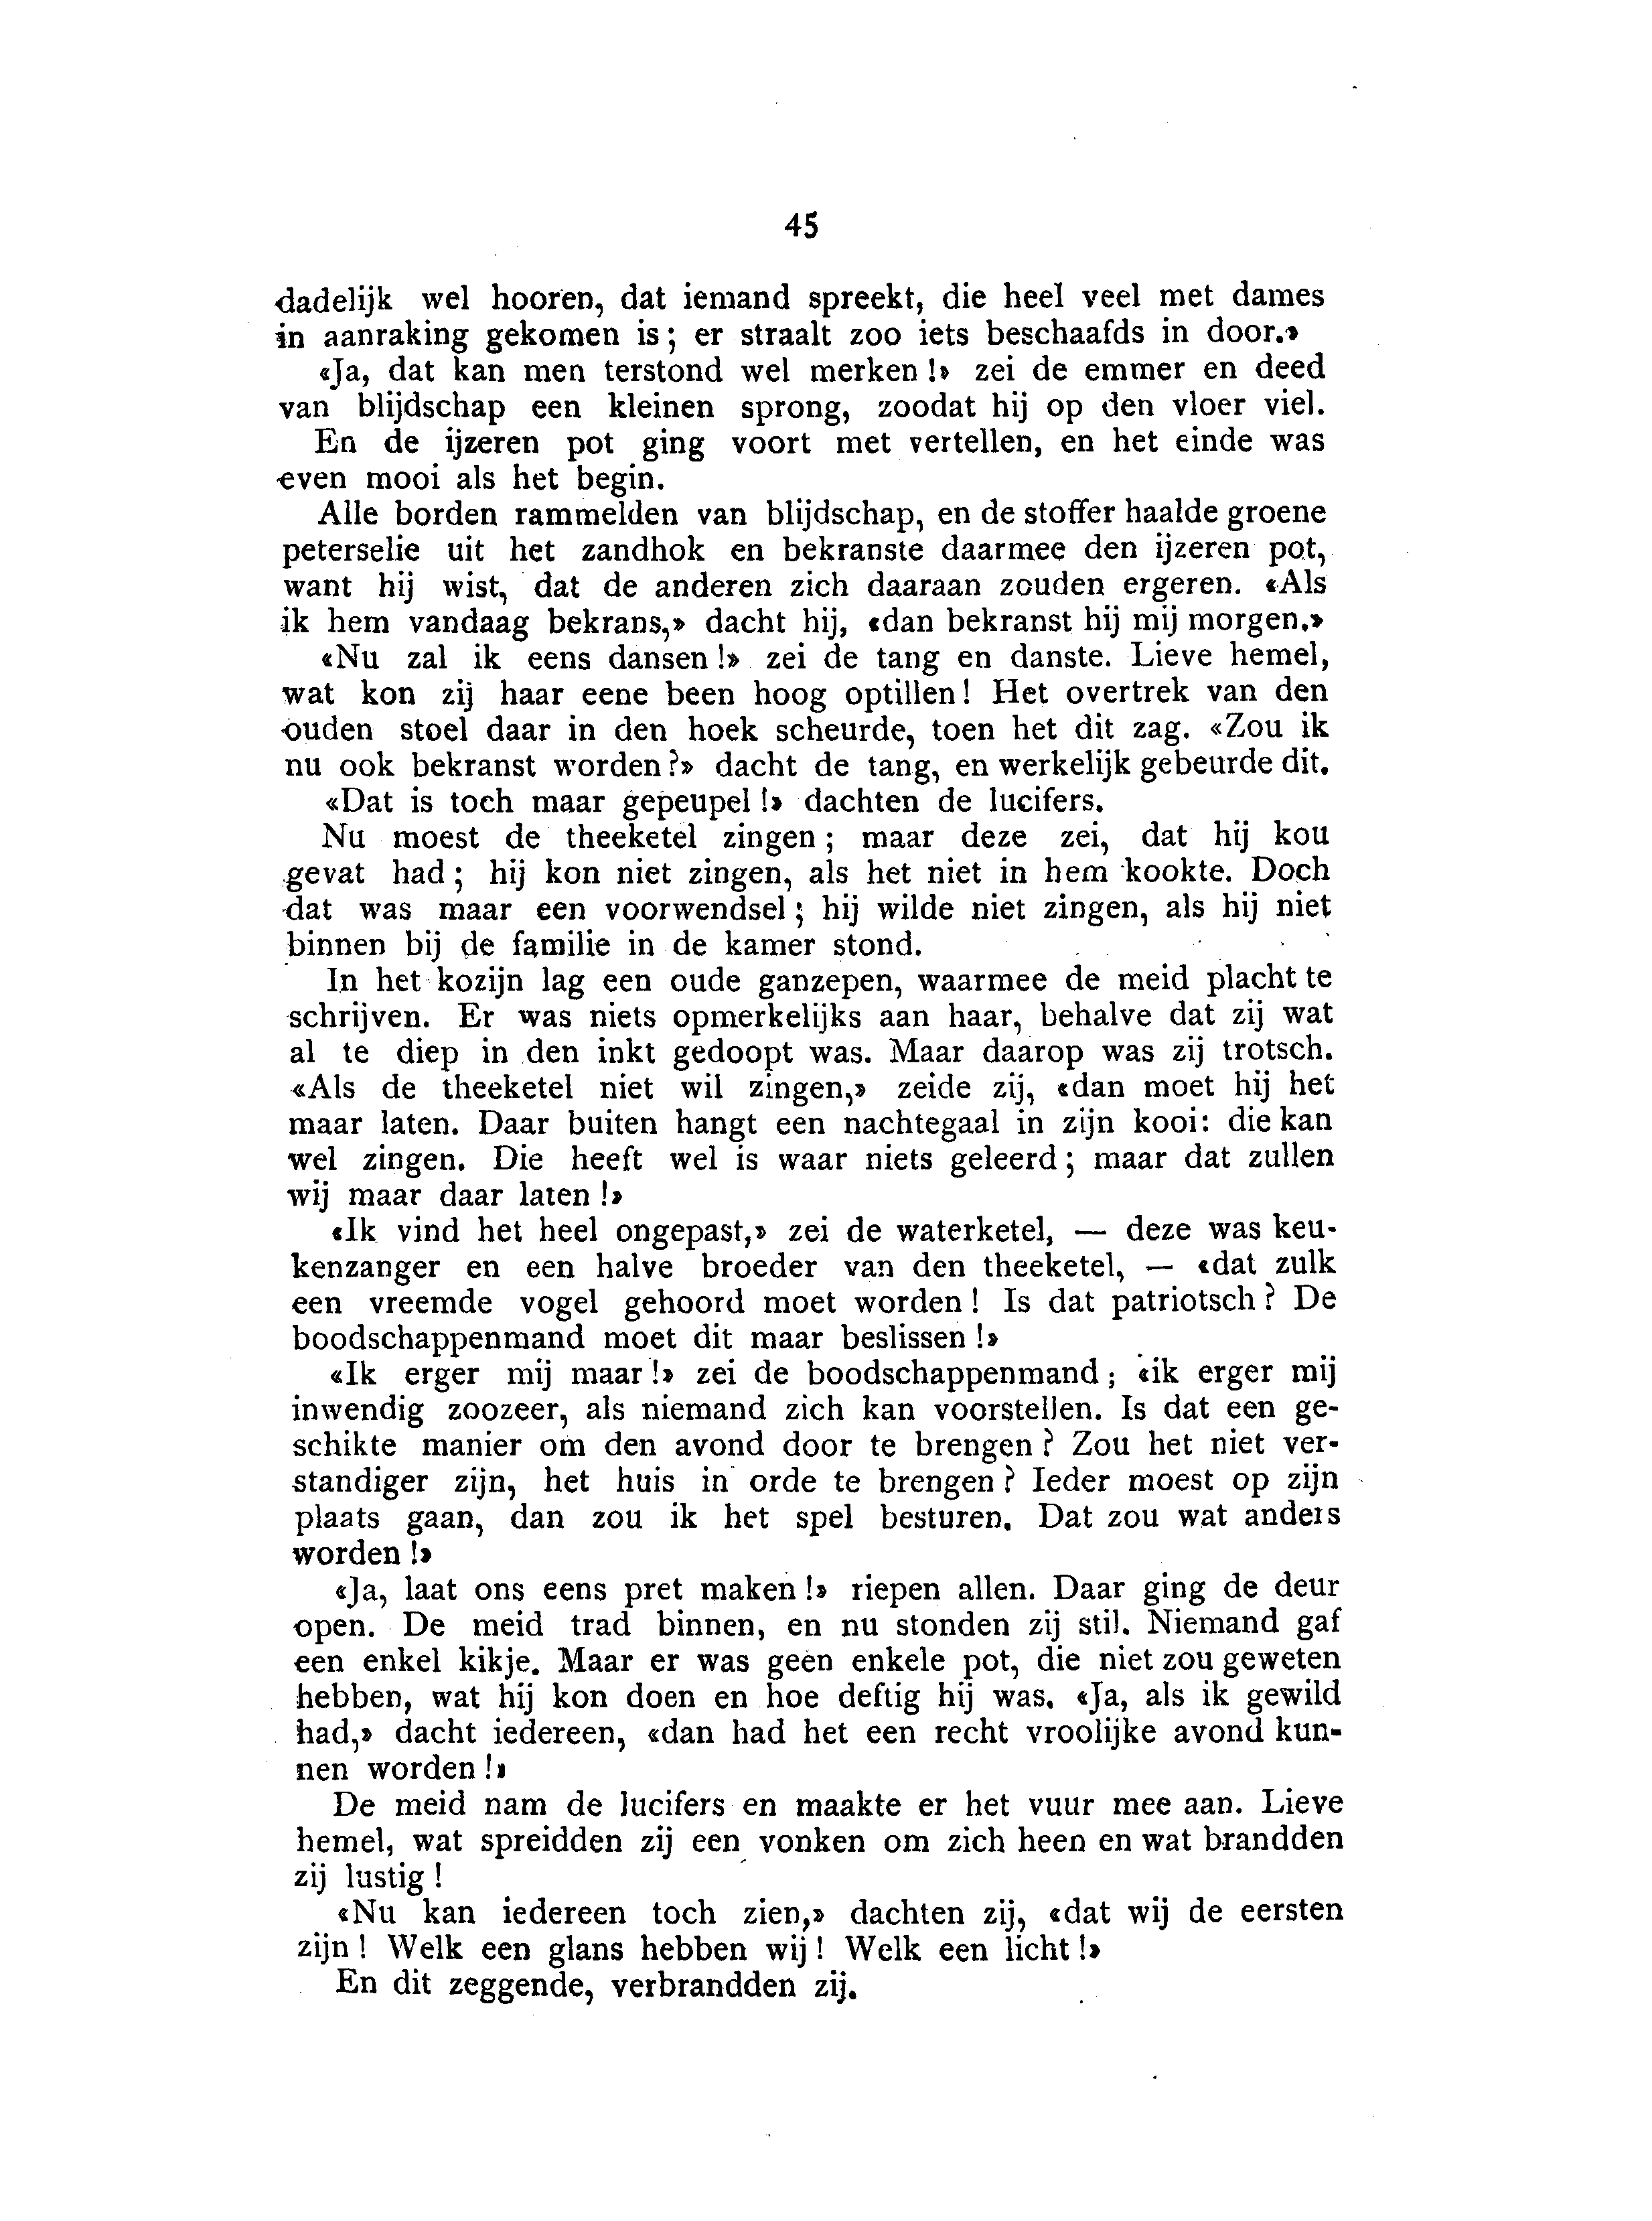 45
dadelijk wel hooren, dat iemand spreekt, die heel veel met dames
in aanraking gekomen is; er straalt zoo iets beschaafds in door.»
«Ja, dat kan men terstond wel merken!» zei de emmer en deed
van blijdschap een kleinen sprong, zoodat hij op den vloer viel.
En de ijzeren pot ging voort met vertellen, en het einde was
even mooi als het begin.
Alle borden rammelden van blijdschap, en de stoffer haalde groene
peterselie uit het zandhok en bekranste daarmee den ijzeren pot,
want hij wist, dat de anderen zich daaraan zouden ergeren. «Als
ik hem vandaag bekrans,» dacht hij, «dan bekranst hij mij morgen.»
«Nu zal ik eens dansen!» zei de tang en danste. Lieve hemel,
wat kon zij haar eene been hoog optillen! Het overtrek van den
ouden stoel daar in den hoek scheurde, toen het dit zag. «Zou ik
nu ook bekranst worden?» dacht de tang, en werkelijk gebeurde dit.
«Dat is toch maar gepeupel!» dachten de lucifers.
Nu moest de theeketel zingen; maar deze zei, dat hij kou
gevat had; hij kon niet zingen, als het niet in hem kookte. Doch
dat was maar een voorwendsel; hij wilde niet zingen, als hij niet
binnen bij de familie in de kamer stond.
In het kozijn lag een oude ganzepen, waarmee de meid placht te
schrijven. Er was niets opmerkelijks aan haar, behalve dat zij wat
al te diep in den inkt gedoopt was. Maar daarop was zij trotsch.
«Als de theeketel niet wil zingen,» zeide zij, «dan moet hij het
maar laten. Daar buiten hangt een nachtegaal in zijn kooi: die kan
wel zingen. Die heeft wel is waar niets geleerd; maar dat zullen
wij maar daar laten!»
«Ik vind het heel ongepast,» zei de waterketel, — deze was keu-
kenzanger en een halve broeder van den theeketel, — «dat zulk
een vreemde vogel gehoord moet worden! Is dat patriotsch? De
boodschappenmand moet dit maar beslissen!»
«Ik erger mij maar!» zei de boodschappenmand; «ik erger mij
inwendig zoozeer, als niemand zich kan voorstellen. Is dat een ge-
schikte manier om den avond door te brengen? Zou het niet ver-
standiger zijn, het huis in orde te brengen? Ieder moest op zijn
plaats gaan, dan zou ik het spel besturen. Dat zou wat anders
worden!»
«Ja, laat ons eens pret maken!» riepen allen. Daar ging de deur
open. De meid trad binnen, en nu stonden zij stil. Niemand gaf
een enkel kikje. Maar er was geen enkele pot, die niet zou geweten
hebben, wat hij kon doen en hoe deftig hij was. «Ja, als ik gewild
had,» dacht iedereen, «dan had het een recht vroolijke avond kun-
nen worden!»
De meid nam de lucifers en maakte er het vuur mee aan. Lieve
hemel, wat spreidden zij een vonken om zich heen en wat brandden
zij lustig!
«Nu kan iedereen toch zien,» dachten zij, «dat wij de eersten
zijn! Welk een glans hebben wij! Welk een licht!»
En dit zeggende, verbrandden zij.